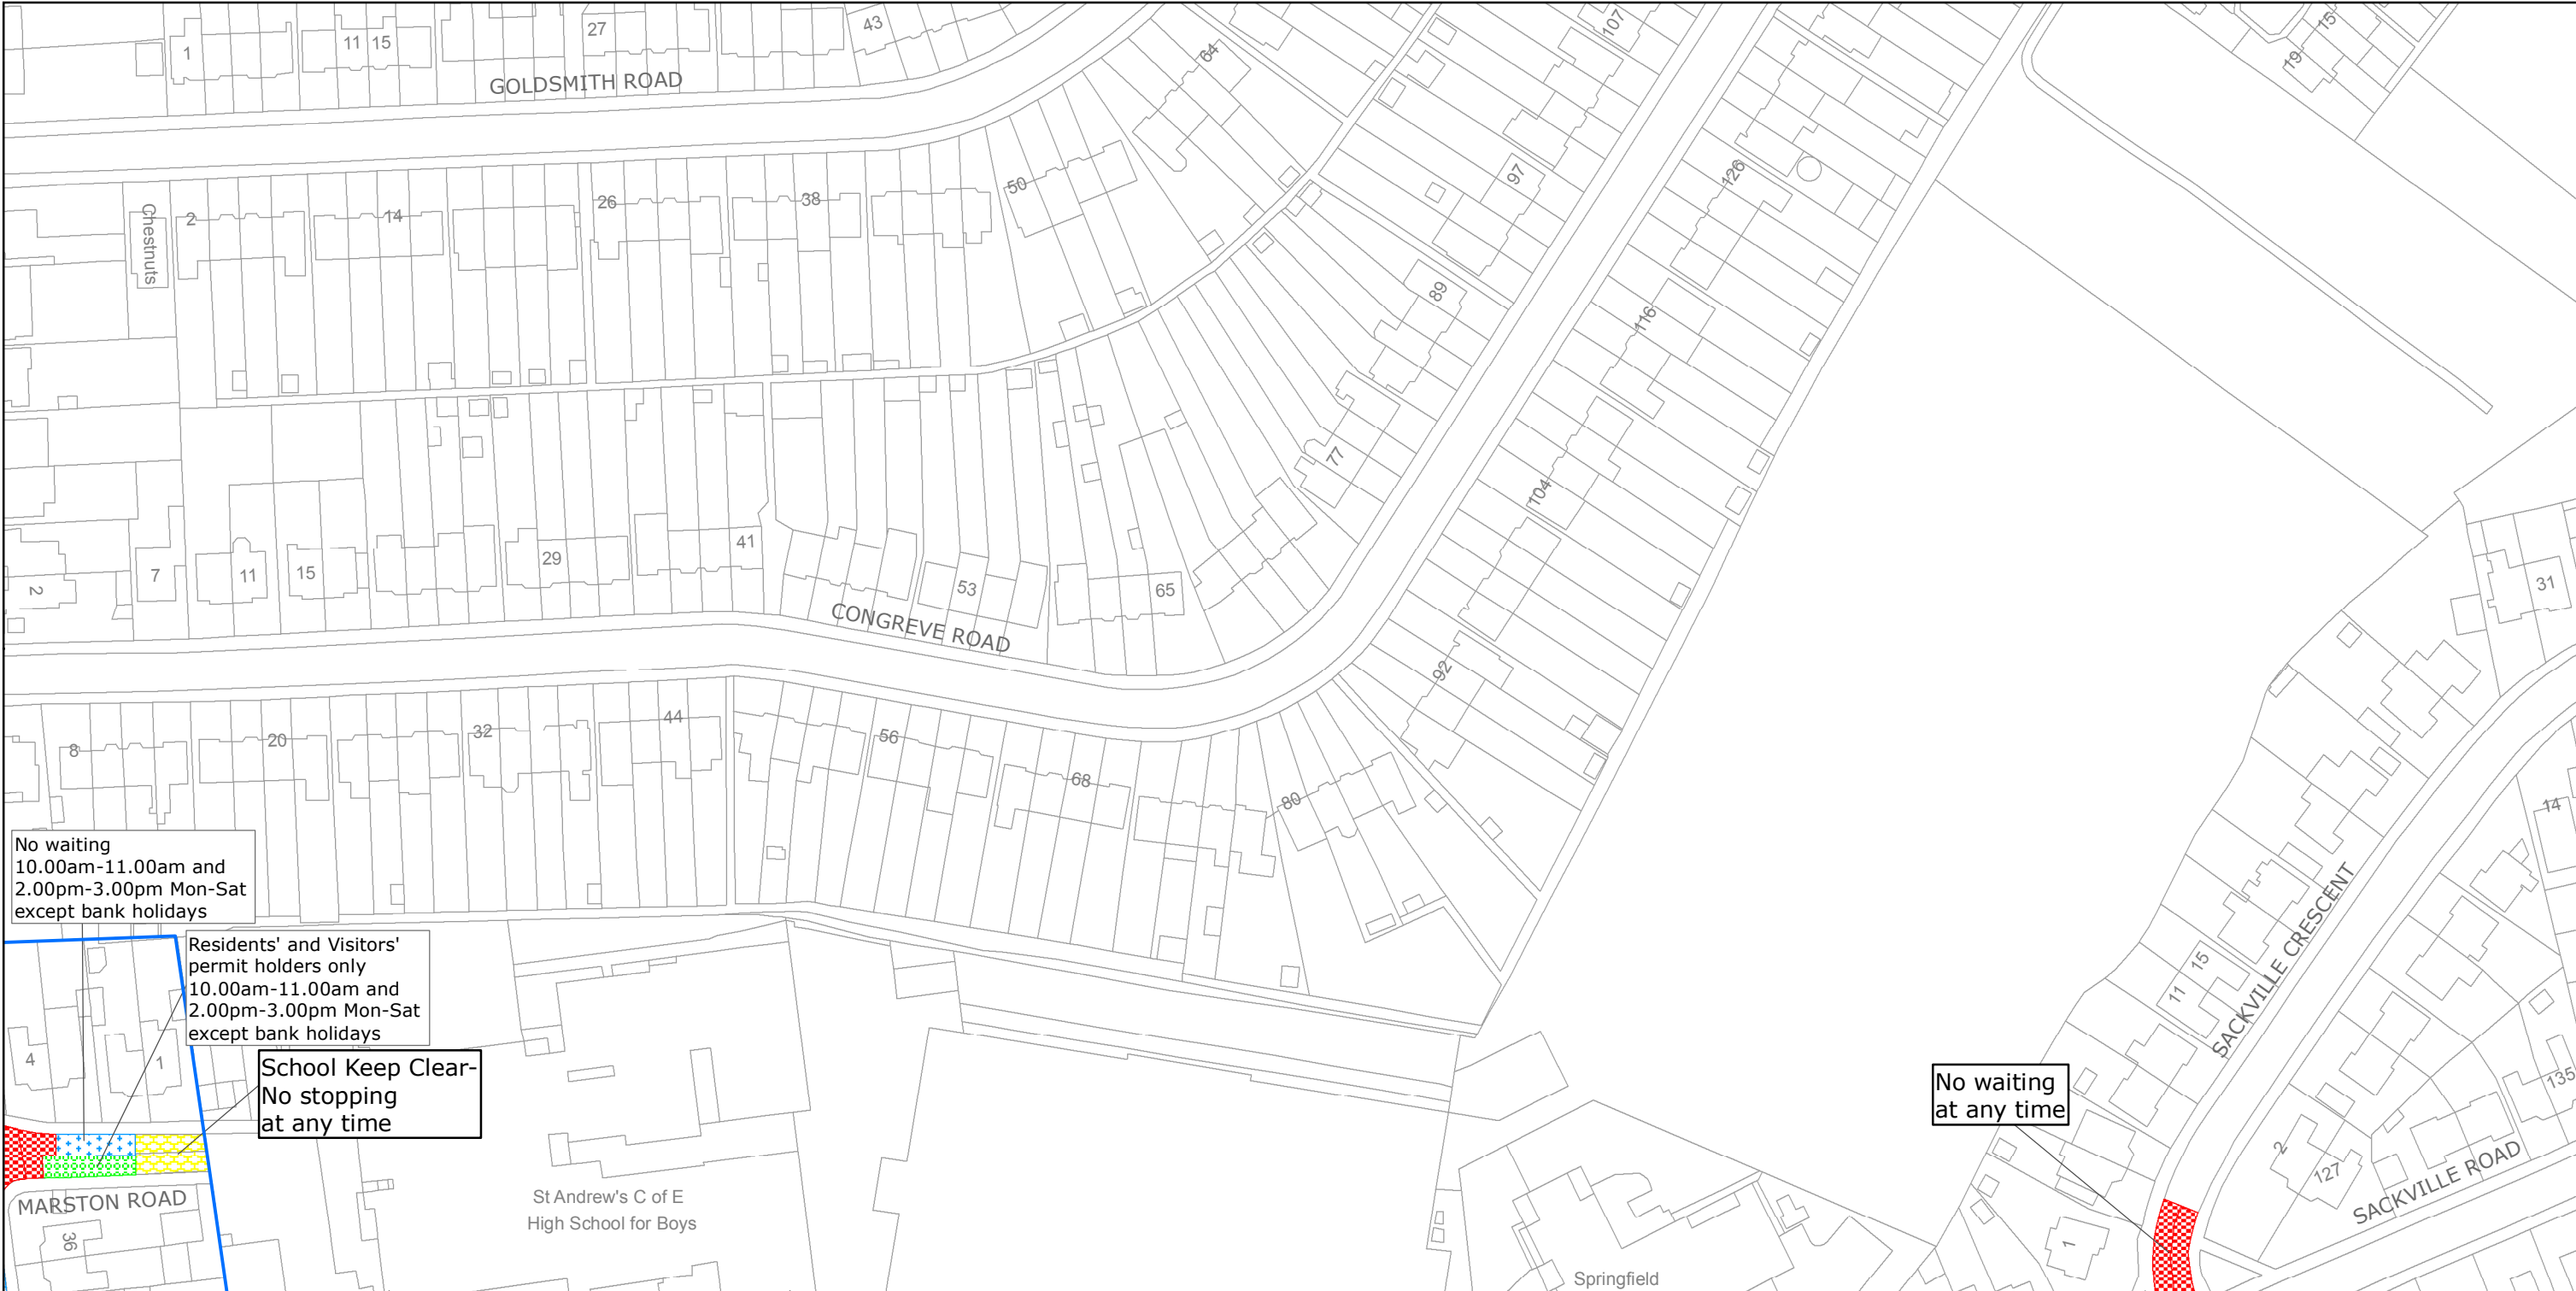 1
11 15
27
43
GOLDSMITH ROAD
64
107
15
19
Chestnuts
2
14
26
38
50
97
126
89
116
77
104
2
7
11
15
29
41
53
65
CONGREVE ROAD
92
31
8
20
32
44
56
68
80
14
No waiting
10.00am-11.00am and
2.00pm-3.00pm Mon-Sat
except bank holidays
Residents' and Visitors'
permit holders only
10.00am-11.00am and
2.00pm-3.00pm Mon-Sat
except bank holidays
School Keep Clear-
No stopping
at any time
4
1
MARSTON ROAD
36
St Andrew's C of E
High School for Boys
Springfield
No waiting
at any time
SACKVILLE CRESCENT
15
11
1
2
127
135
SACKVILLE ROAD